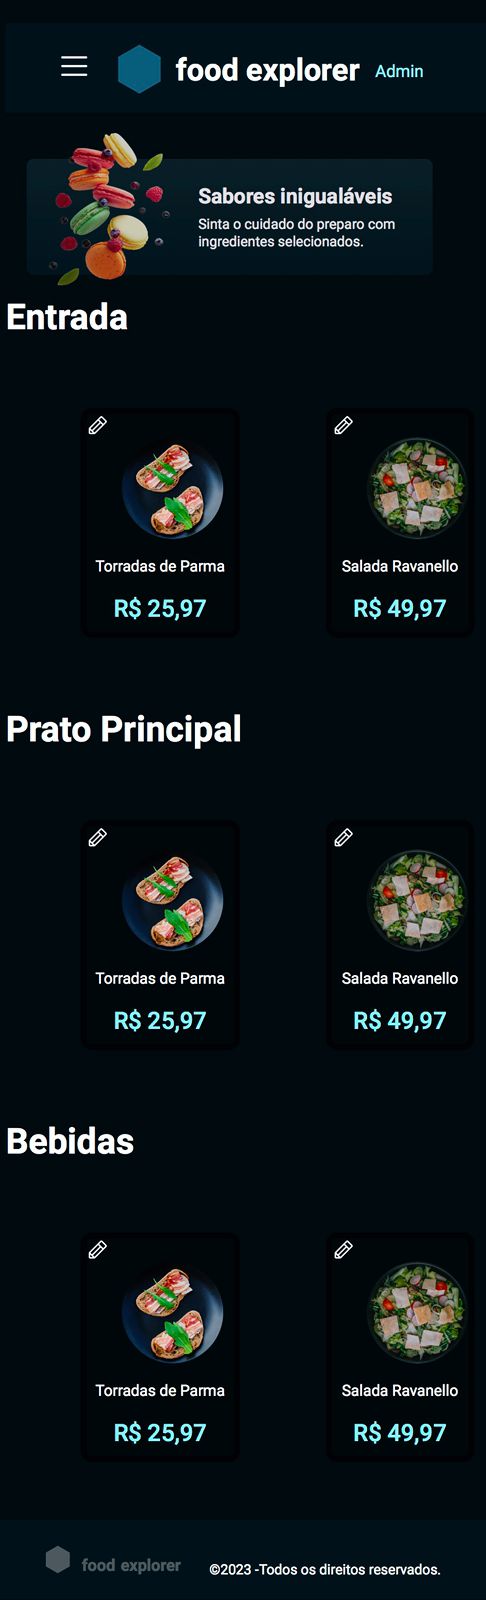 food explorer Admin
Sabores inigualáveis
Sinta o cuidado do preparo com
ingredientes selecionados.
Entrada
Torradas de Parma
R$ 25,97
Salada Ravanello
R$ 49,97
Prato Principal
Torradas de Parma
R$ 25,97
Salada Ravanello
R$ 49,97
Bebidas
Torradas de Parma
R$ 25,97
Salada Ravanello
R$ 49,97
food explorer ©2023 -Todos os direitos reservados.